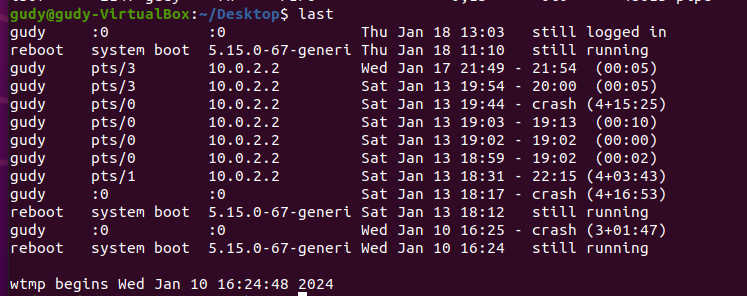 gudy@gudy-VirtualBox:~/Desktop$ last
gudy     :0           :0               Thu Jan 18 13:03   still logged in
reboot   system boot  5.15.0-67-generi Thu Jan 18 11:10   still running
gudy     pts/3        10.0.2.2         Wed Jan 17 21:49 - 21:54  (00:05)
gudy     pts/3        10.0.2.2         Sat Jan 13 19:54 - 20:00  (00:05)
gudy     pts/0        10.0.2.2         Sat Jan 13 19:44 - crash (4+15:25)
gudy     pts/0        10.0.2.2         Sat Jan 13 19:03 - 19:13  (00:10)
gudy     pts/0        10.0.2.2         Sat Jan 13 19:02 - 19:02  (00:00)
gudy     pts/0        10.0.2.2         Sat Jan 13 18:59 - 19:02  (00:02)
gudy     pts/1        10.0.2.2         Sat Jan 13 18:31 - 22:15 (4+03:43)
gudy     :0           :0               Sat Jan 13 18:17 - crash (4+16:53)
reboot   system boot  5.15.0-67-generi Sat Jan 13 18:12   still running
gudy     :0           :0               Wed Jan 10 16:25 - crash (3+01:47)
reboot   system boot  5.15.0-67-generi Wed Jan 10 16:24   still running
wtmp begins Wed Jan 10 16:24:48 2024